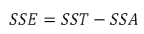 SSE = SST − SSA